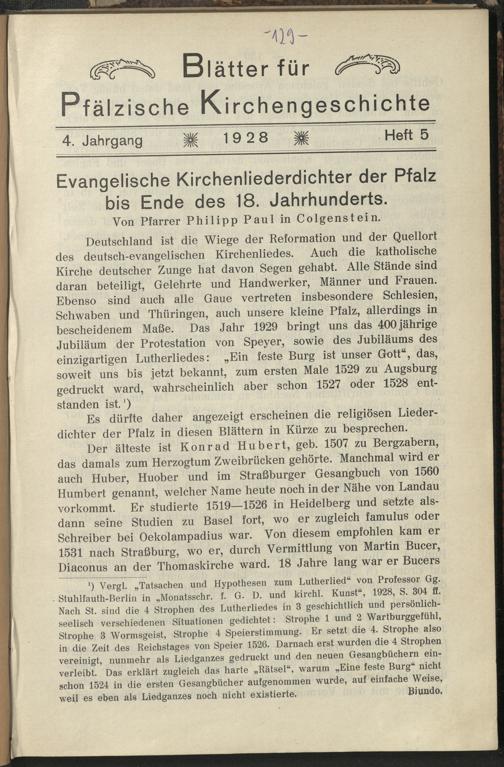 -129-
Blätter für
Pfälzische Kirchengeschichte
4. Jahrgang 1928 Heft 5
Evangelische Kirchenliederdichter der Pfalz
bis Ende des 18. Jahrhunderts.
Von Pfarrer Philipp Paul in Colgenstein.
Deutschland ist die Wiege der Reformation und der Quellort
des deutsch-evangelischen Kirchenliedes. Auch die katholische
Kirche deutscher Zunge hat davon Segen gehabt. Alle Stände sind
daran beteiligt, Gelehrte und Handwerker, Männer und Frauen.
Ebenso sind auch alle Gaue vertreten insbesondere Schlesien,
Schwaben und Thüringen, auch unsere kleine Pfalz, allerdings in
bescheidenem Maße. Das Jahr 1929 bringt uns das 400jährige
Jubiläum der Protestation von Speyer, sowie des Jubiläums des
einzigartigen Lutherliedes: „Ein feste Burg ist unser Gott“, das,
soweit uns bis jetzt bekannt, zum ersten Male 1529 zu Augsburg
gedruckt ward, wahrscheinlich aber schon 1527 oder 1528 ent-
standen ist.¹)
Es dürfte daher angezeigt erscheinen die religiösen Lieder-
dichter der Pfalz in diesen Blättern in Kürze zu besprechen.
Der älteste ist Konrad Hubert, geb. 1507 zu Bergzabern,
das damals zum Herzogtum Zweibrücken gehörte. Manchmal wird er
auch Huber, Huober und im Straßburger Gesangbuch von 1560
Humbert genannt, welcher Name heute noch in der Nähe von Landau
vorkommt. Er studierte 1519—1526 in Heidelberg und setzte als-
dann seine Studien zu Basel fort, wo er zugleich famulus oder
Schreiber bei Oekolampadius war. Von diesem empfohlen kam er
1531 nach Straßburg, wo er, durch Vermittlung von Martin Bucer,
Diaconus an der Thomaskirche ward. 18 Jahre lang war er Bucers
¹) Vergl. „Tatsachen und Hypothesen zum Lutherlied“ von Professor Gg.
Stuhlfauth-Berlin in „Monatsschr. f. G. D. und kirchl. Kunst“, 1928, S. 304 ff.
Nach St. sind die 4 Strophen des Lutherliedes in 3 geschichtlich und persönlich-
seelisch verschiedenen Situationen gedichtet: Strophe 1 und 2 Wartburggefühl,
Strophe 3 Wormsgeist, Strophe 4 Speierstimmung. Er setzt die 4. Strophe also
in die Zeit des Reichstages von Speier 1526. Darnach erst wurden die 4 Strophen
vereinigt, nunmehr als Liedganzes gedruckt und den neuen Gesangbüchern ein-
verleibt. Das erklärt zugleich das harte „Rätsel“, warum „Eine feste Burg“ nicht
schon 1524 in die ersten Gesangbücher aufgenommen wurde, auf einfache Weise,
weil es eben als Liedganzes noch nicht existierte. Biundo.